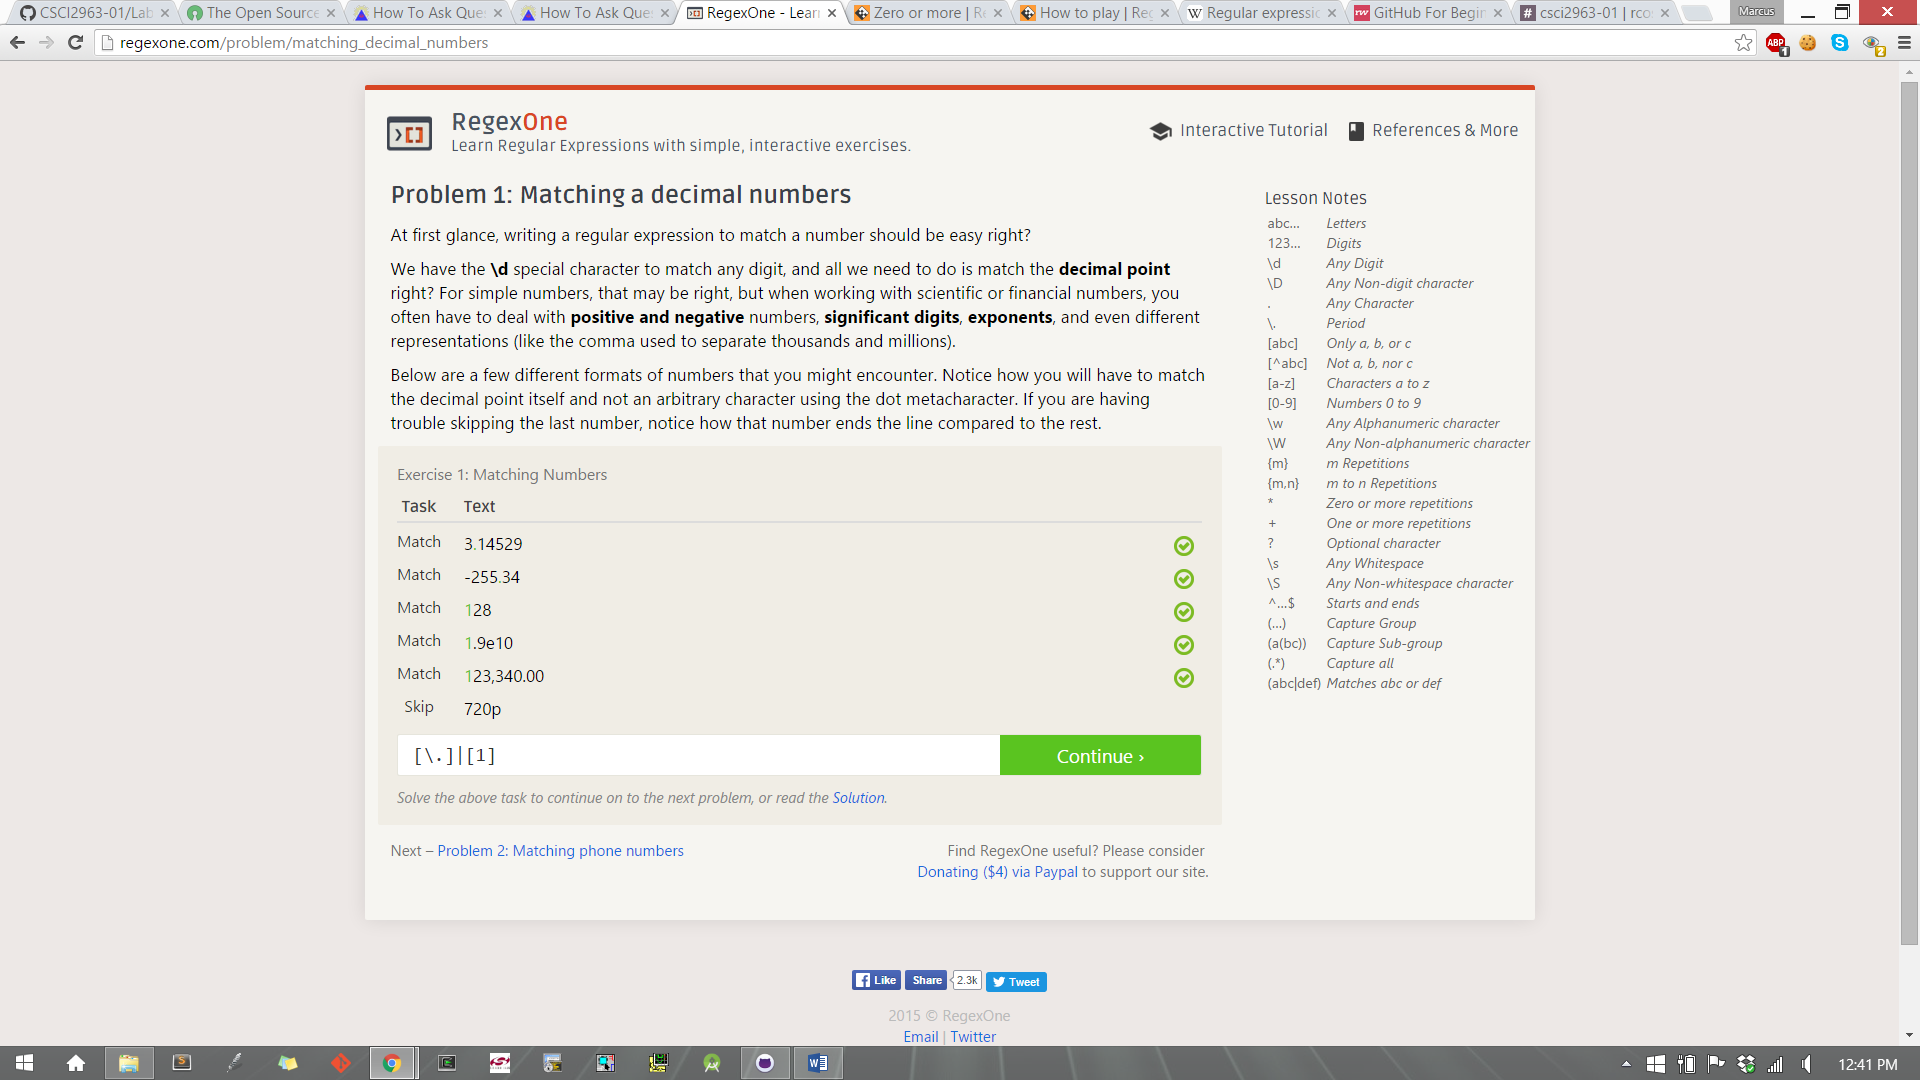 CSCI2963-01/Lab
The Open Source
How To Ask Que
How To Ask Que
RegexOne - Lear
Zero or more | R
How to play | Reg
Regular expressio
GitHub For Begin
csci2963-01 | rco
Marcus
regexone.com/problem/matching_decimal_numbers
RegexOne
Learn Regular Expressions with simple, interactive exercises.
Interactive Tutorial
References & More
Problem 1: Matching a decimal numbers
At first glance, writing a regular expression to match a number should be easy right?
We have the \d special character to match any digit, and all we need to do is match the decimal point
right? For simple numbers, that may be right, but when working with scientific or financial numbers, you
often have to deal with positive and negative numbers, significant digits, exponents, and even different
representations (like the comma used to separate thousands and millions).
Below are a few different formats of numbers that you might encounter. Notice how you will have to match
the decimal point itself and not an arbitrary character using the dot metacharacter. If you are having
trouble skipping the last number, notice how that number ends the line compared to the rest.
Exercise 1: Matching Numbers
Task Text
Match 3.14529
Match -255.34
Match 128
Match 1.9e10
Match 123,340.00
Skip 720p
[\.]|[1]
Continue ›
Solve the above task to continue on to the next problem, or read the Solution.
Next – Problem 2: Matching phone numbers
Find RegexOne useful? Please consider
Donating ($4) via Paypal to support our site.
Lesson Notes
abc... Letters
123... Digits
\d Any Digit
\D Any Non-digit character
. Any Character
\. Period
[abc] Only a, b, or c
[^abc] Not a, b, nor c
[a-z] Characters a to z
[0-9] Numbers 0 to 9
\w Any Alphanumeric character
\W Any Non-alphanumeric character
{m} m Repetitions
{m,n} m to n Repetitions
* Zero or more repetitions
+ One or more repetitions
? Optional character
\s Any Whitespace
\S Any Non-whitespace character
^...$ Starts and ends
(...) Capture Group
(a(bc)) Capture Sub-group
(.*) Capture all
(abc|def) Matches abc or def
Like
Share
2.3k
Tweet
2015 © RegexOne
Email | Twitter
12:41 PM